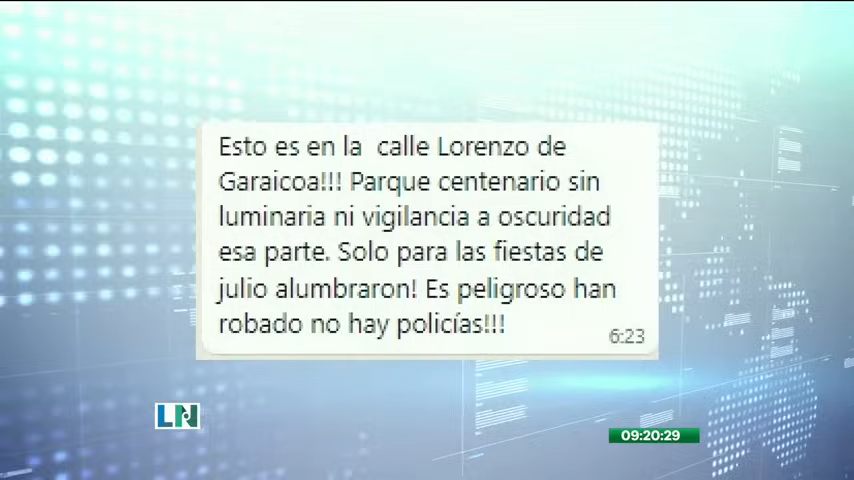 Esto es en la  calle Lorenzo de
Garaicoa!!! Parque centenario sin
luminaria ni vigilancia a oscuridad
esa parte. Solo para las fiestas de
julio alumbraron! Es peligroso han
robado no hay policías!!!
6:23
LN
09:20:29